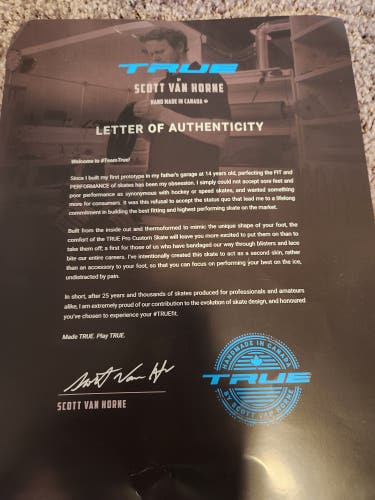 TRUE
BY
SCOTT VAN HORNE
HAND MADE IN CANADA
LETTER OF AUTHENTICITY
Welcome to #TeamTrue!
Since I built my first prototype in my father's garage at 14 years old, perfecting the FIT and
PERFORMANCE of skates has been my obsession. I simply could not accept sore feet and
poor performance as synonymous with hockey or speed skates, and wanted something
more for consumers. It was this refusal to accept the status quo that led me to a lifelong
commitment in building the best fitting and highest performing skate on the market.
Built from the inside out and thermoformed to mimic the unique shape of your foot, the
comfort of the TRUE Pro Custom Skate will leave you more excited to put them on than to
take them off; a first for those of us who have bandaged our way through blisters and lace
bite our entire careers. I've intentionally created this skate to act as a second skin, rather
than an accessory to your foot, so that you can focus on performing your best on the ice,
undistracted by pain.
In short, after 25 years and thousands of skates produced for professionals and amateurs
alike, I am extremely proud of our contribution to the evolution of skate design, and honoured
you've chosen to experience your #TRUEfit.
Made TRUE. Play TRUE.
Scott Van Horne
SCOTT VAN HORNE
HANDMADE IN CANADA
TRUE
BY SCOTT VAN HORNE